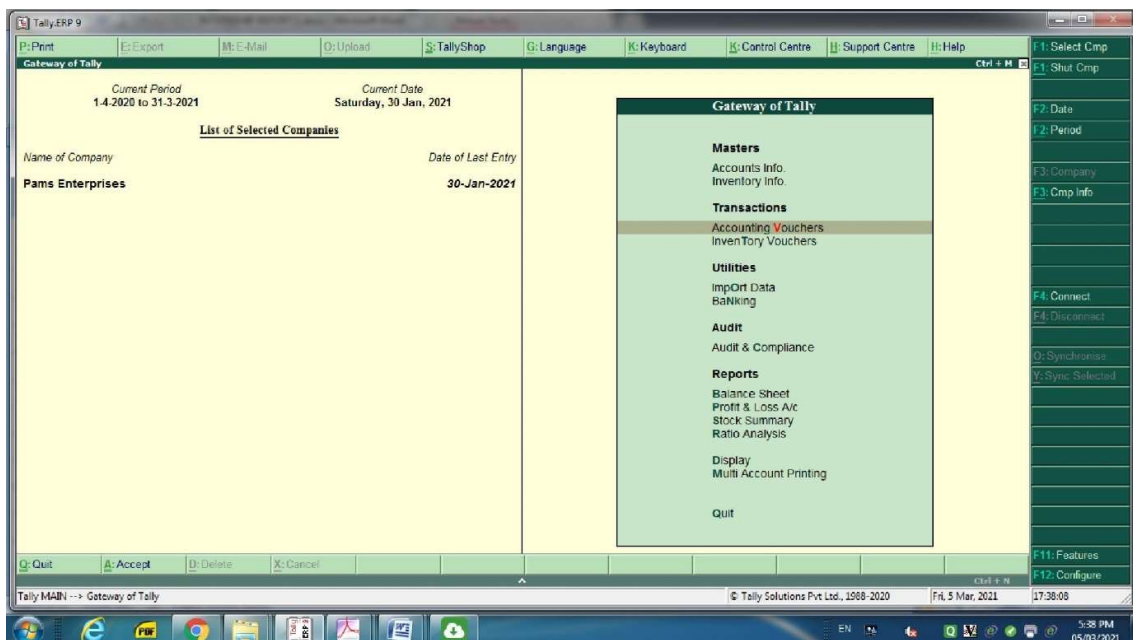 Tally.ERP 9
P: Print E: Export M: E-Mail O: Upload S: TallyShop G: Language K: Keyboard K: Control Centre H: Support Centre H: Help
Gateway of Tally Ctrl + M
Current Period Current Date
1-4-2020 to 31-3-2021 Saturday, 30 Jan, 2021
List of Selected Companies
Name of Company Date of Last Entry
Pams Enterprises 30-Jan-2021
Gateway of Tally
Masters
Accounts Info.
Inventory Info.
Transactions
Accounting Vouchers
InvenTory Vouchers
Utilities
ImpOrt Data
BaNking
Audit
Audit & Compliance
Reports
Balance Sheet
Profit & Loss A/c
Stock Summary
Ratio Analysis
Display
Multi Account Printing
Quit
F1: Select Cmp
F1: Shut Cmp
F2: Date
F2: Period
F3: Company
F3: Cmp Info
F4: Connect
F4: Disconnect
O: Synchronise
Y: Sync Selected
F11: Features
F12: Configure
Q: Quit A: Accept D: Delete X: Cancel
Ctrl + N
Tally MAIN --> Gateway of Tally © Tally Solutions Pvt Ltd., 1988-2020 Fri, 5 Mar, 2021 17:38:08
PDF ERP 9 EN 5:38 PM
05/03/2021